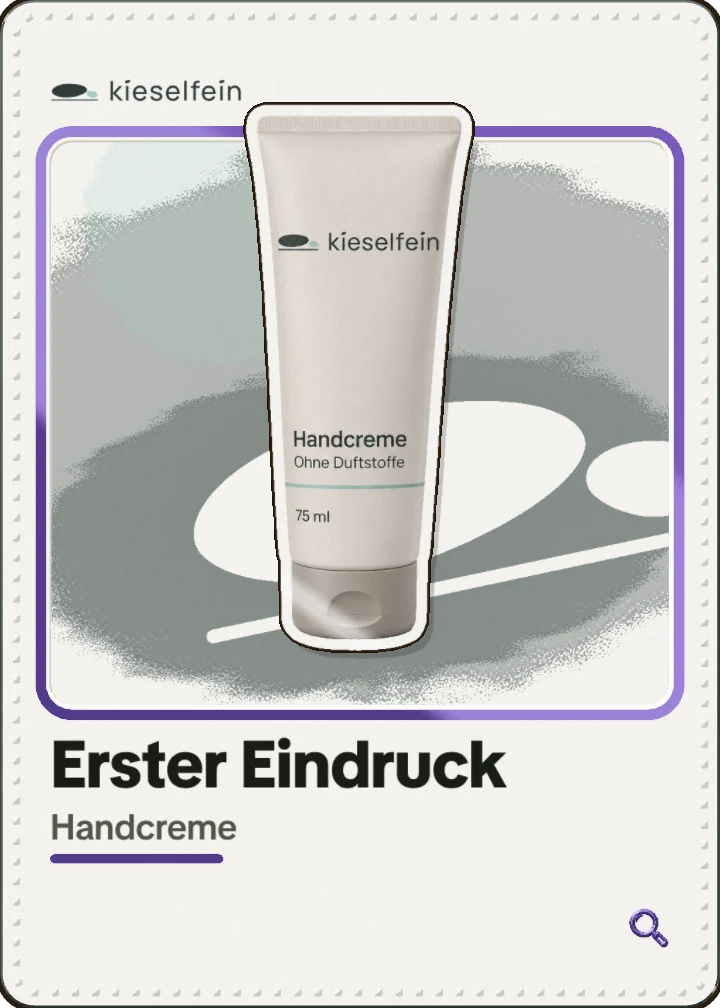 kieselfein
kieselfein
Handcreme
Ohne Duftstoffe
75 ml
Erster Eindruck
Handcreme